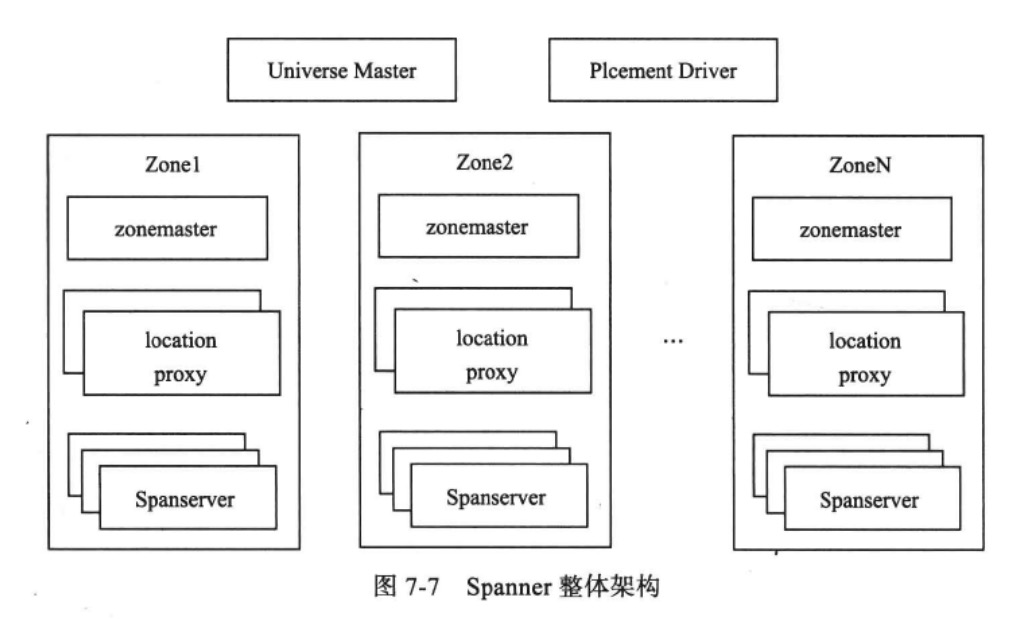 Universe Master
Plcement Driver
Zone1
zonemaster
location
proxy
Spanserver
Zone2
zonemaster
location
proxy
Spanserver
...
ZoneN
zonemaster
location
proxy
Spanserver
图 7-7 Spanner 整体架构